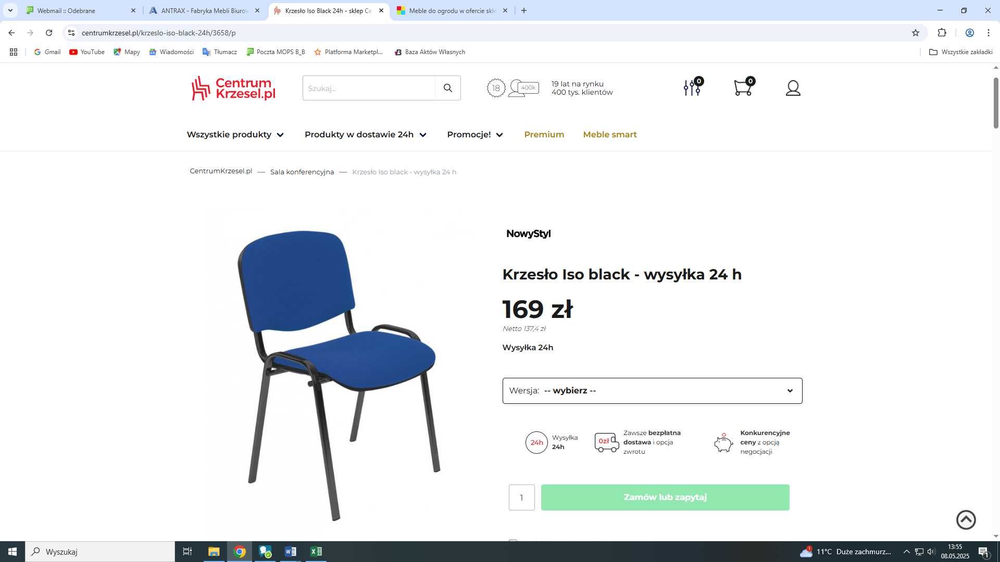 Webmail :: Odebrane
ANTRAX - Fabryka Mebli Biurow
Krzesło Iso Black 24h - sklep Ce
Meble do ogrodu w ofercie skle
centrumkrzesel.pl/krzeslo-iso-black-24h/3658/p
Gmail
YouTube
Mapy
Wiadomości
Tłumacz
Poczta MOPS B_B
Platforma Marketpl...
Baza Aktów Własnych
Wszystkie zakładki
Centrum
Krzesel.pl
Szukaj...
18
400k
19 lat na rynku
400 tys. klientów
0
0
Wszystkie produkty
Produkty w dostawie 24h
Promocje!
Premium
Meble smart
CentrumKrzesel.pl — Sala konferencyjna — Krzesło Iso black - wysyłka 24 h
NowyStyl
Krzesło Iso black - wysyłka 24 h
169 zł
Netto 137,4 zł
Wysyłka 24h
Wersja: -- wybierz --
24h
Wysyłka
24h
0zł
Zawsze bezpłatna
dostawa i opcja
zwrotu
Konkurencyjne
ceny z opcją
negocjacji
1
Zamów lub zapytaj
Wyszukaj
1
11°C Duże zachmurz...
13:55
08.05.2025
1